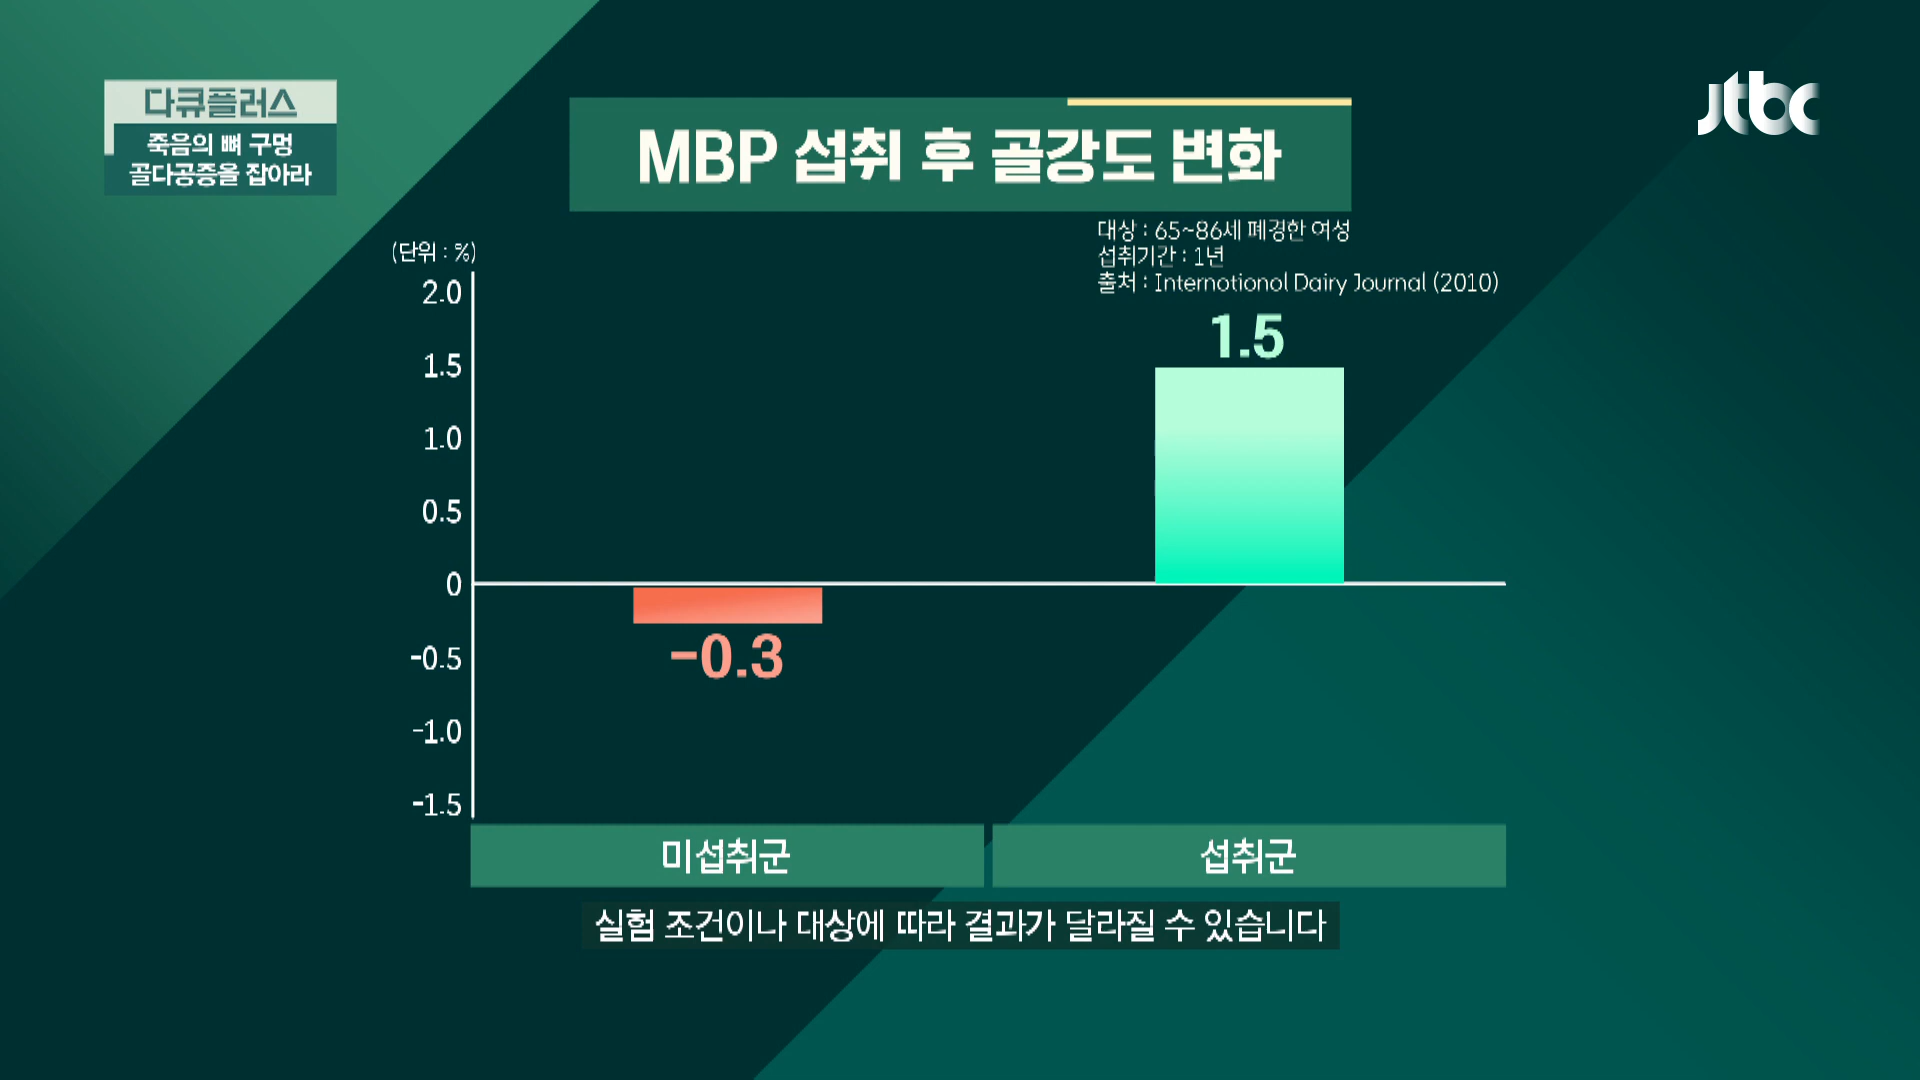 다큐플러스
죽음의 뼈 구멍
골다공증을 잡아라
jtbc
MBP 섭취 후 골강도 변화
대상 : 65~86세 폐경한 여성
섭취기간 : 1년
출처 : Internotionol Dairy Journal (2010)
(단위 : %)
2.0
1.5
1.0
0.5
0
-0.5
-1.0
-1.5
-0.3
1.5
미섭취군
섭취군
실험 조건이나 대상에 따라 결과가 달라질 수 있습니다